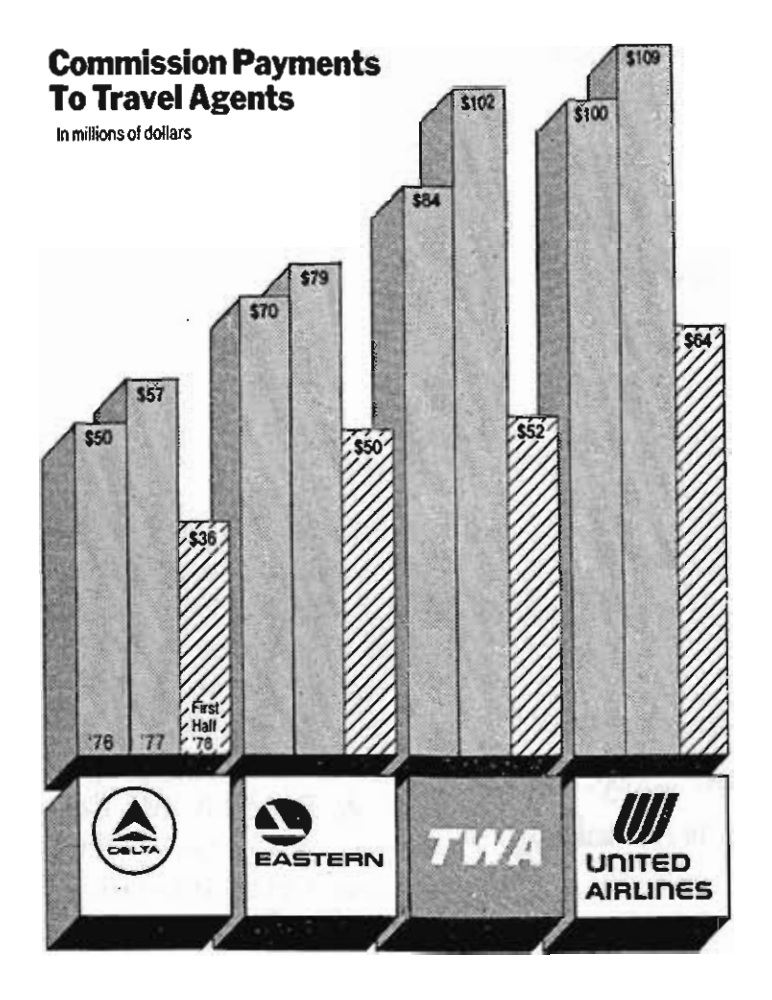 Commission Payments
To Travel Agents
In millions of dollars
$50
$57
$36
$70
$79
$50
$84
$102
$52
$100
$109
$64
'76
'77
First
Half
'78
DELTA
EASTERN
TWA
UNITED
AIRLINES